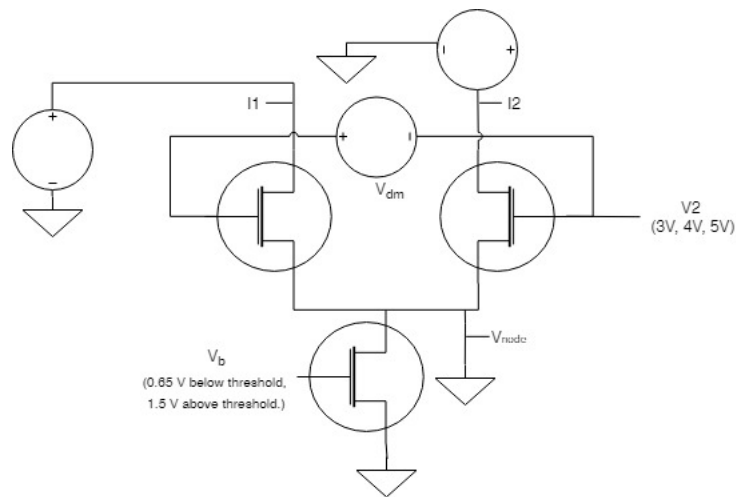 I1
I2
+
-
+
-
+
-
V_dm
V2
(3V, 4V, 5V)
V_node
V_b
(0.65 V below threshold,
1.5 V above threshold.)